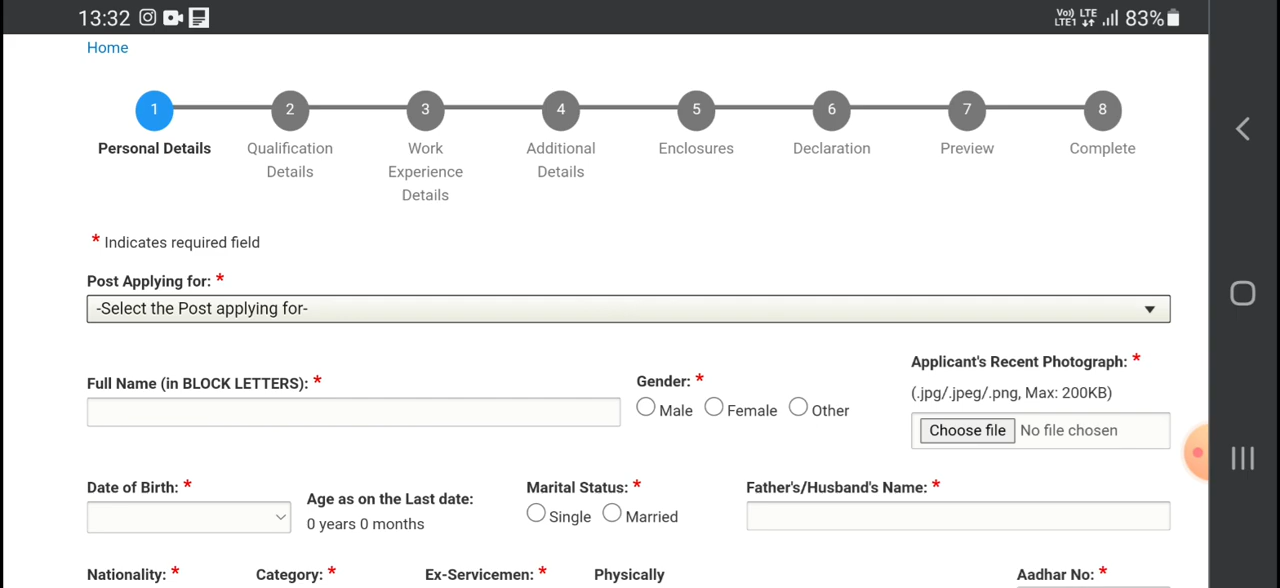 13:32 Vo) LTE LTE1 83%
Home
1 2 3 4 5 6 7 8
Personal Details Qualification Details Work Experience Details Additional Details Enclosures Declaration Preview Complete
* Indicates required field
Post Applying for: *
-Select the Post applying for-
Full Name (in BLOCK LETTERS): *
Gender: *
Male Female Other
Applicant's Recent Photograph: *
(.jpg/.jpeg/.png, Max: 200KB)
Choose file No file chosen
Date of Birth: *
Age as on the Last date:
0 years 0 months
Marital Status: *
Single Married
Father's/Husband's Name: *
Nationality: * Category: * Ex-Servicemen: * Physically Aadhar No: *